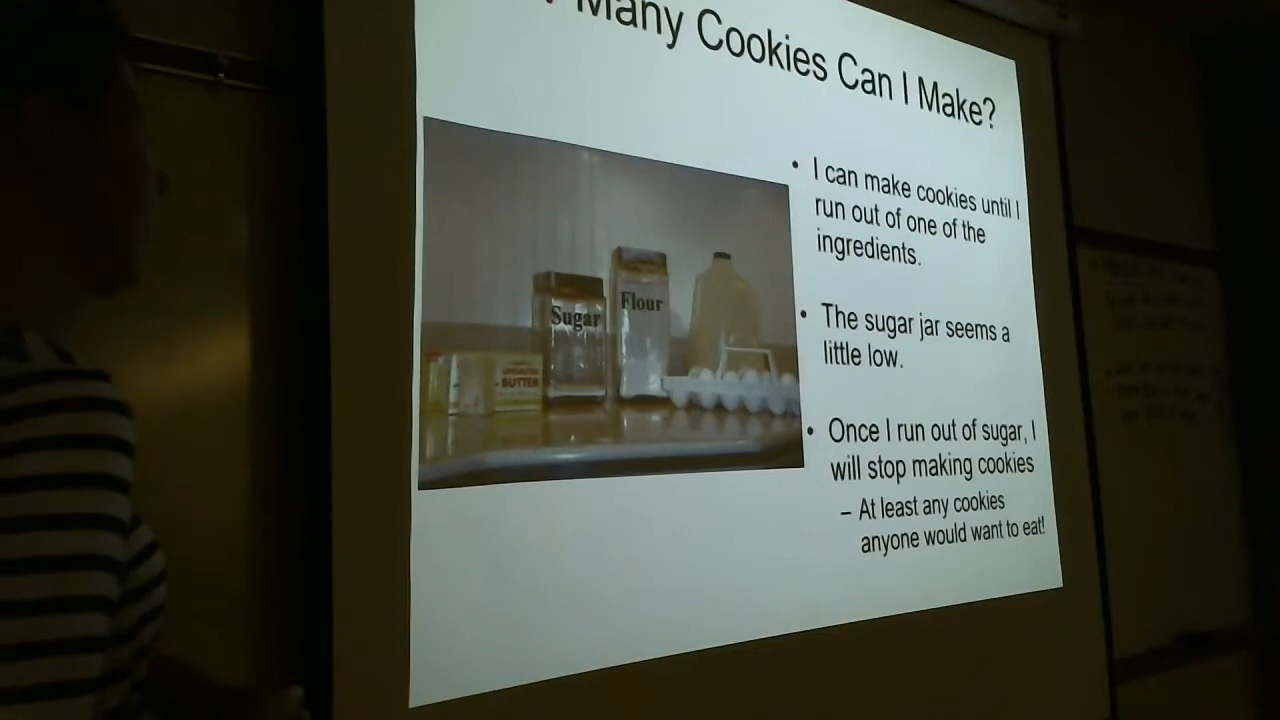 Many Cookies Can I Make?
• I can make cookies until I
run out of one of the
ingredients.
• The sugar jar seems a
little low.
• Once I run out of sugar, I
will stop making cookies
– At least any cookies
anyone would want to eat!
Sugar
Flour
UNSALTED
BUTTER